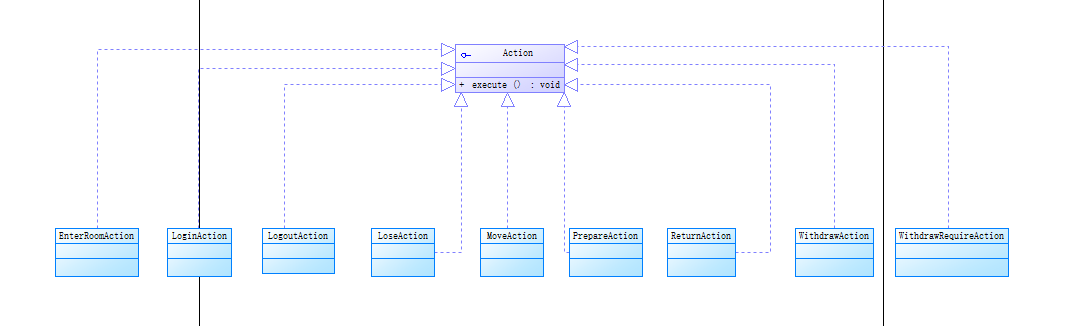 Action
+ execute () : void
EnterRoomAction
LoginAction
LogoutAction
LoseAction
MoveAction
PrepareAction
ReturnAction
WithdrawAction
WithdrawRequireAction